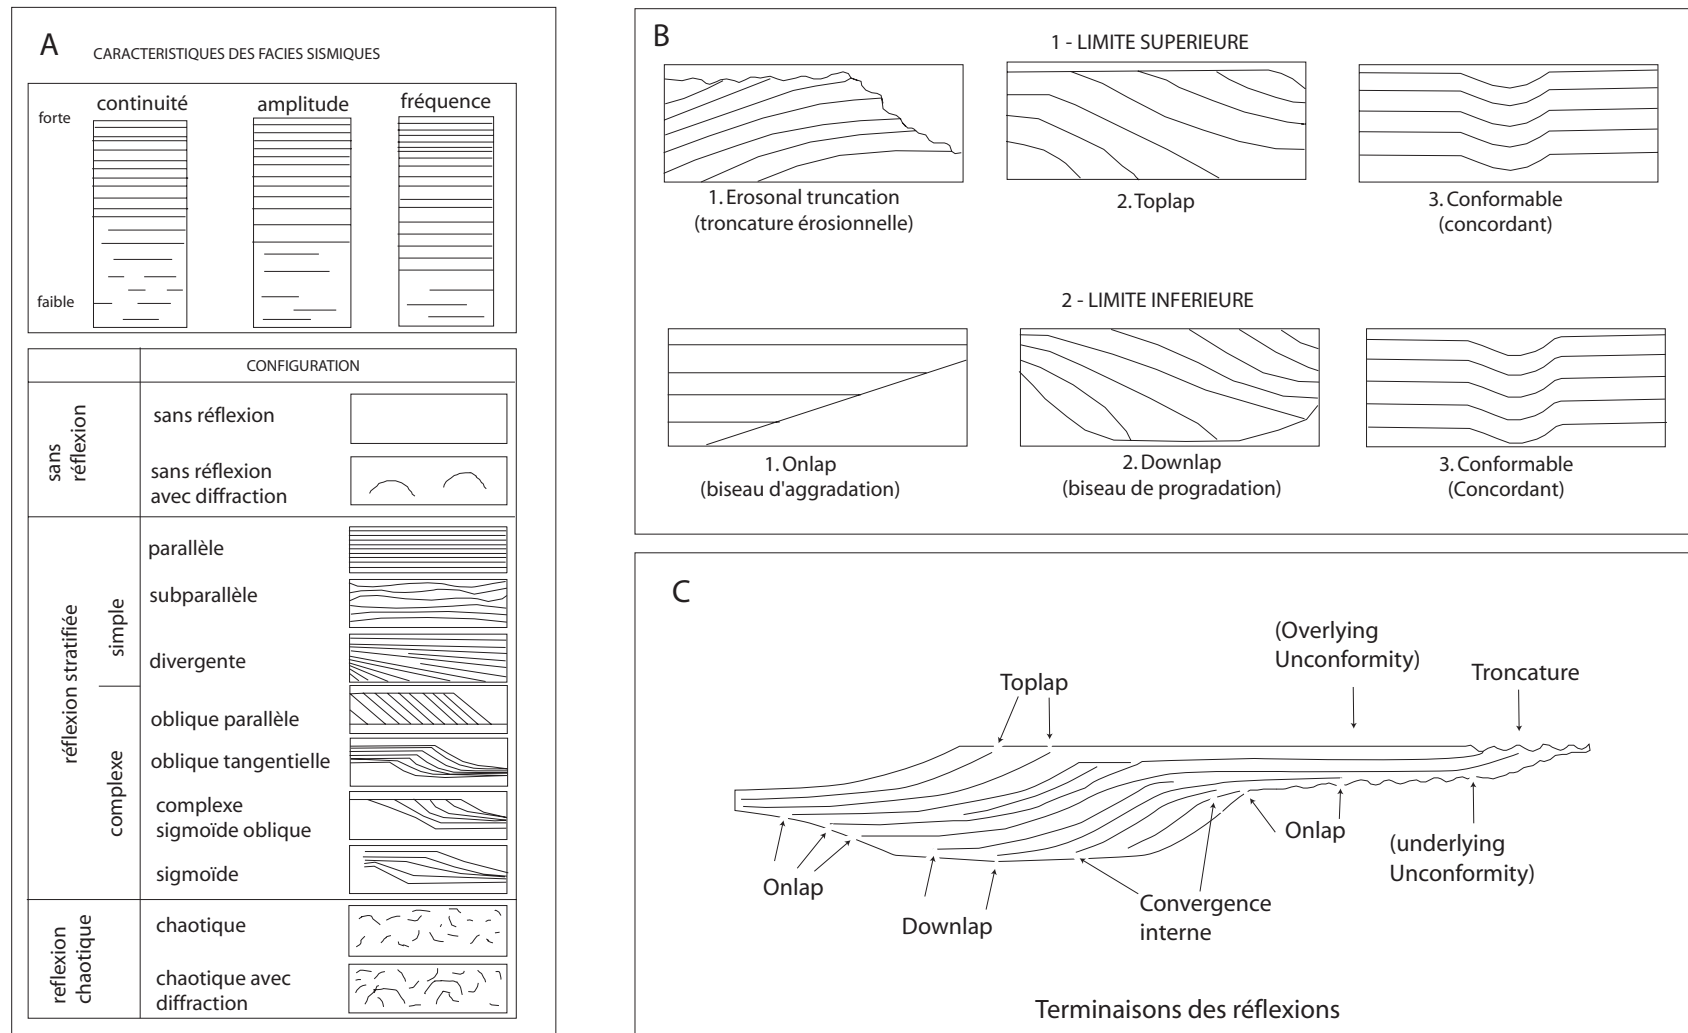 A
CARACTERISTIQUES DES FACIES SISMIQUES
continuité
amplitude
fréquence
forte
faible
CONFIGURATION
sans
réflexion
sans réflexion
sans réflexion
avec diffraction
réflexion stratifiée
simple
parallèle
subparallèle
divergente
complexe
oblique parallèle
oblique tangentielle
complexe
sigmoïde oblique
sigmoïde
reflexion
chaotique
chaotique
chaotique avec
diffraction
B
1 - LIMITE SUPERIEURE
1. Erosonal truncation
(troncature érosionnelle)
2. Toplap
3. Conformable
(concordant)
2 - LIMITE INFERIEURE
1. Onlap
(biseau d'aggradation)
2. Downlap
(biseau de progradation)
3. Conformable
(Concordant)
C
(Overlying
Unconformity)
Troncature
Toplap
Onlap
(underlying
Unconformity)
Onlap
Convergence
interne
Downlap
Terminaisons des réflexions